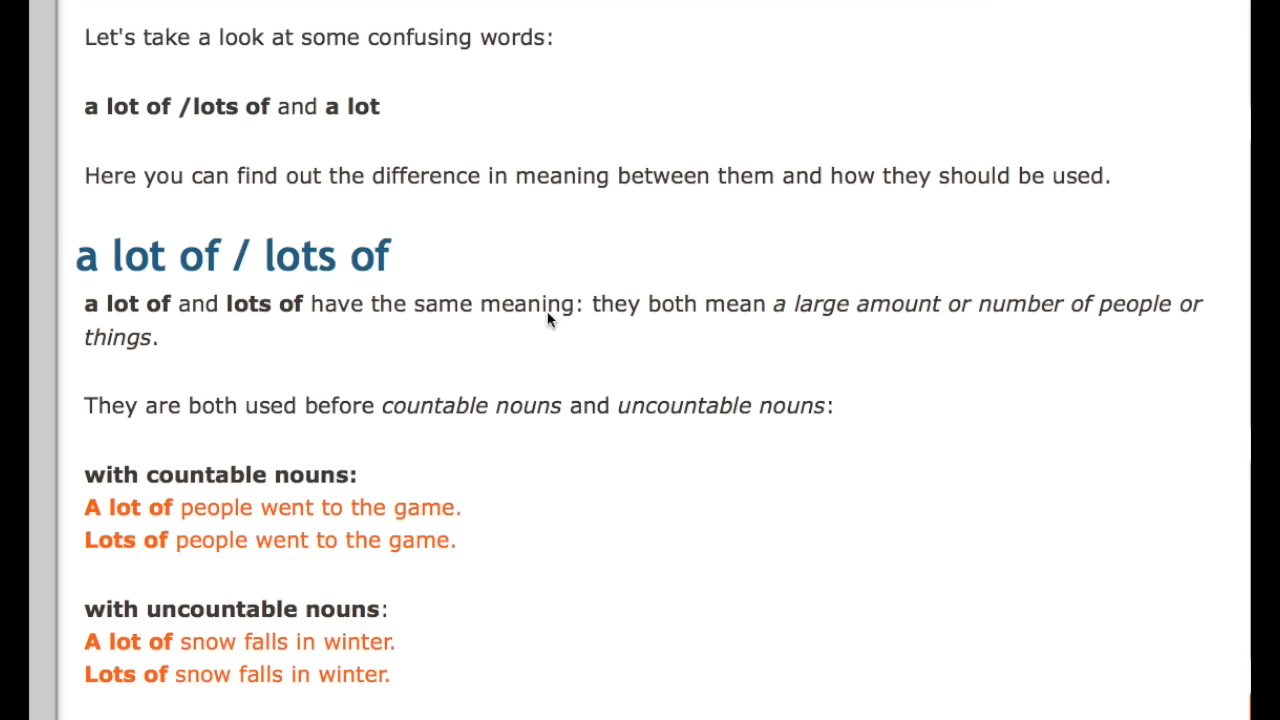 Let's take a look at some confusing words:
a lot of /lots of and a lot
Here you can find out the difference in meaning between them and how they should be used.
a lot of / lots of
a lot of and lots of have the same meaning: they both mean a large amount or number of people or
things.
They are both used before countable nouns and uncountable nouns:
with countable nouns:
A lot of people went to the game.
Lots of people went to the game.
with uncountable nouns:
A lot of snow falls in winter.
Lots of snow falls in winter.